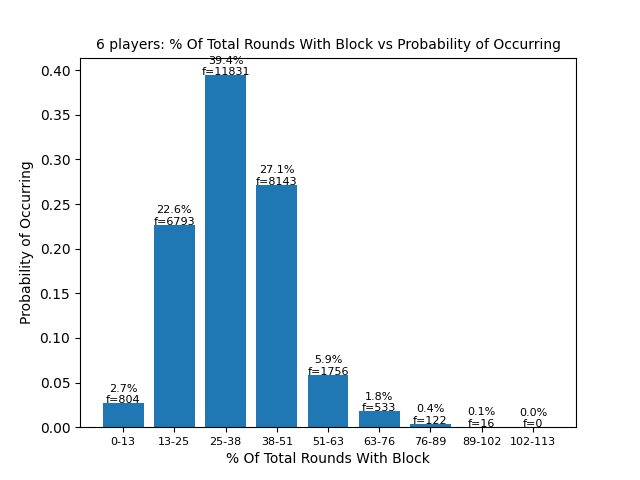 6 players: % Of Total Rounds With Block vs Probability of Occurring
39.4%
f=11831
27.1%
f=8143
22.6%
f=6793
5.9%
f=1756
2.7%
f=804
1.8%
f=533
0.4%
f=122
0.1%
f=16
0.0%
f=0
0.40
0.35
0.30
0.25
0.20
0.15
0.10
0.05
0.00
Probability of Occurring
0-13
13-25
25-38
38-51
51-63
63-76
76-89
89-102
102-113
% Of Total Rounds With Block